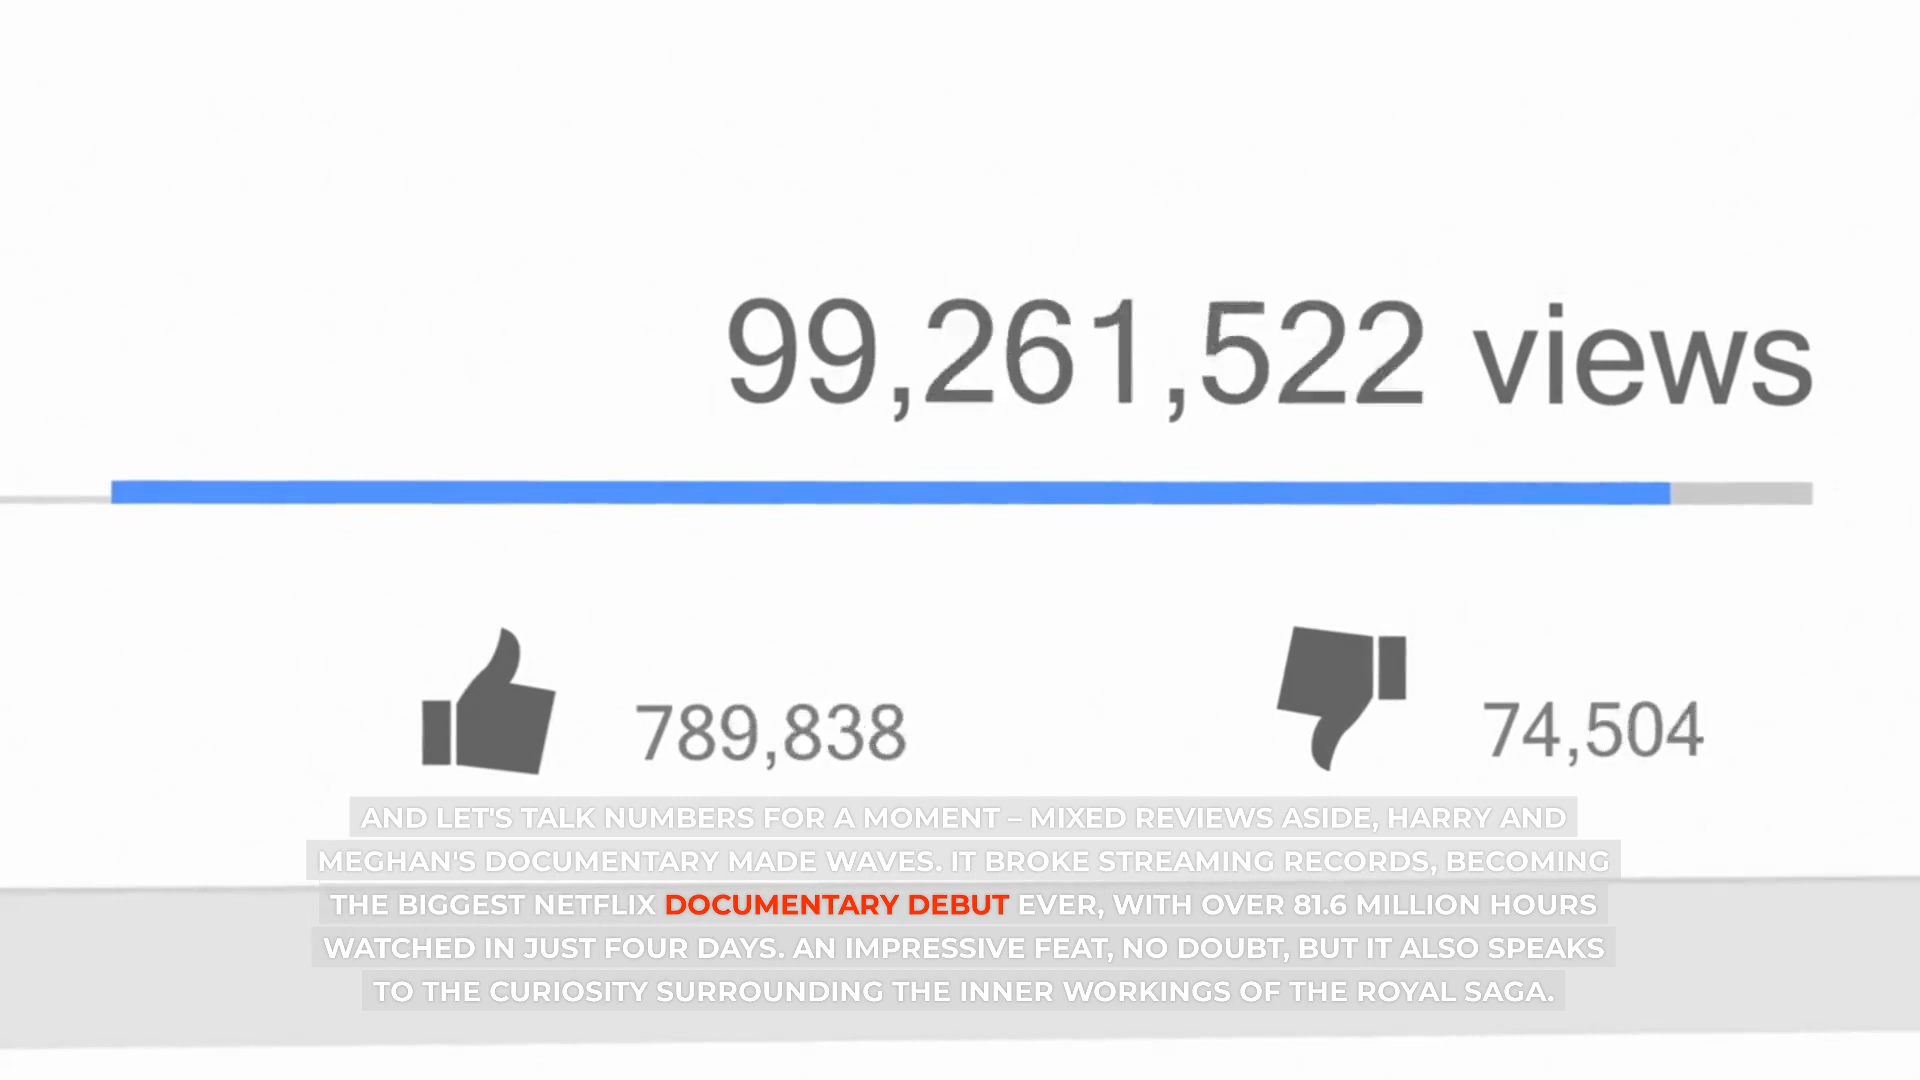 99,261,522 views
789,838
74,504
AND LET'S TALK NUMBERS FOR A MOMENT – MIXED REVIEWS ASIDE, HARRY AND
MEGHAN'S DOCUMENTARY MADE WAVES. IT BROKE STREAMING RECORDS, BECOMING
THE BIGGEST NETFLIX DOCUMENTARY DEBUT EVER, WITH OVER 81.6 MILLION HOURS
WATCHED IN JUST FOUR DAYS. AN IMPRESSIVE FEAT, NO DOUBT, BUT IT ALSO SPEAKS
TO THE CURIOSITY SURROUNDING THE INNER WORKINGS OF THE ROYAL SAGA.